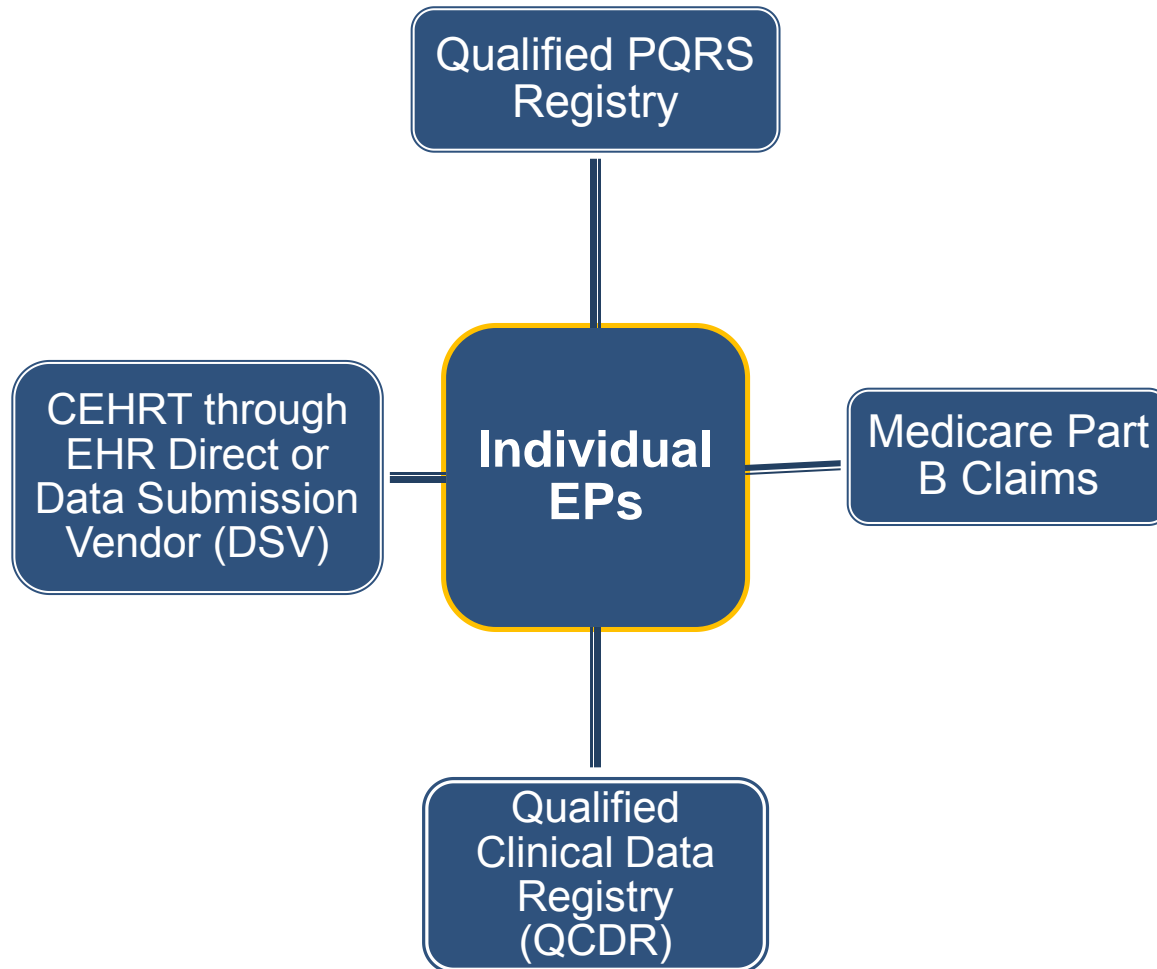 Qualified PQRS
Registry
CEHRT through
EHR Direct or
Data Submission
Vendor (DSV)
Individual
EPs
Medicare Part
B Claims
Qualified
Clinical Data
Registry
(QCDR)